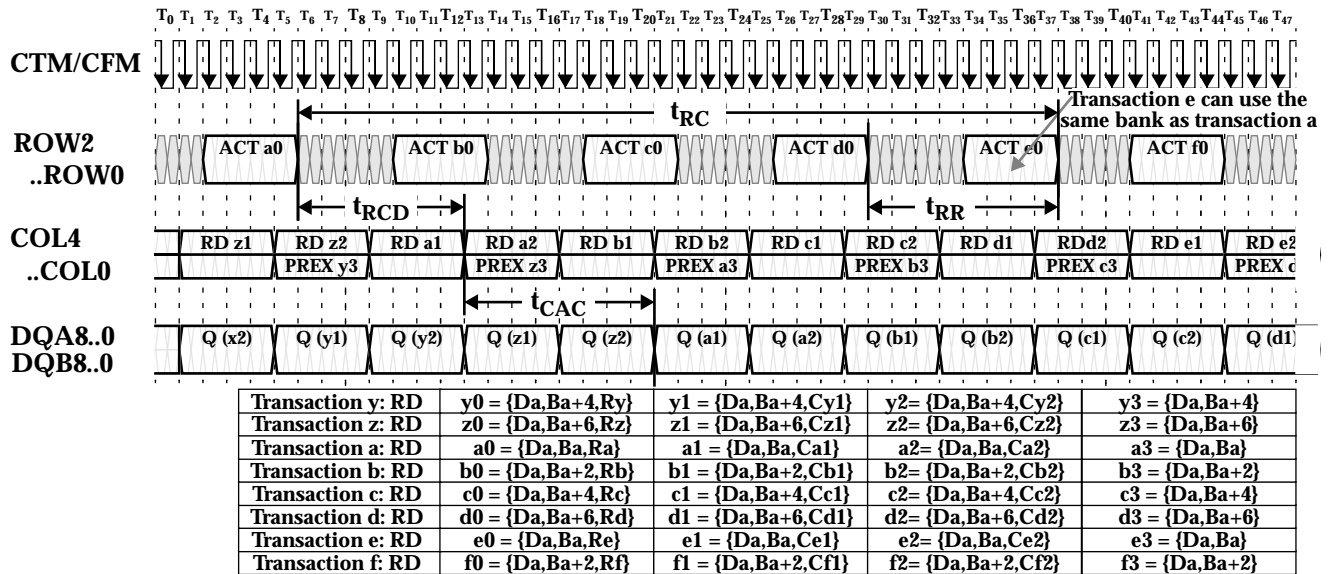 T0 T1 T2 T3 T4 T5 T6 T7 T8 T9 T10 T11 T12 T13 T14 T15 T16 T17 T18 T19 T20 T21 T22 T23 T24 T25 T26 T27 T28 T29 T30 T31 T32 T33 T34 T35 T36 T37 T38 T39 T40 T41 T42 T43 T44 T45 T46 T47
CTM/CFM
Transaction e can use the
same bank as transaction a
tRC
ROW2
..ROW0
ACT a0 ACT b0 ACT c0 ACT d0 ACT e0 ACT f0
tRCD tRR
COL4
..COL0
RD z1 RD z2 RD a1 RD a2 RD b1 RD b2 RD c1 RD c2 RD d1 RDd2 RD e1 RD e2
PREX y3 PREX z3 PREX a3 PREX b3 PREX c3 PREX d
tCAC
DQA8..0
DQB8..0
Q (x2) Q (y1) Q (y2) Q (z1) Q (z2) Q (a1) Q (a2) Q (b1) Q (b2) Q (c1) Q (c2) Q (d1)
Transaction y: RD y0 = {Da,Ba+4,Ry} y1 = {Da,Ba+4,Cy1} y2= {Da,Ba+4,Cy2} y3 = {Da,Ba+4}
Transaction z: RD z0 = {Da,Ba+6,Rz} z1 = {Da,Ba+6,Cz1} z2= {Da,Ba+6,Cz2} z3 = {Da,Ba+6}
Transaction a: RD a0 = {Da,Ba,Ra} a1 = {Da,Ba,Ca1} a2= {Da,Ba,Ca2} a3 = {Da,Ba}
Transaction b: RD b0 = {Da,Ba+2,Rb} b1 = {Da,Ba+2,Cb1} b2= {Da,Ba+2,Cb2} b3 = {Da,Ba+2}
Transaction c: RD c0 = {Da,Ba+4,Rc} c1 = {Da,Ba+4,Cc1} c2= {Da,Ba+4,Cc2} c3 = {Da,Ba+4}
Transaction d: RD d0 = {Da,Ba+6,Rd} d1 = {Da,Ba+6,Cd1} d2= {Da,Ba+6,Cd2} d3 = {Da,Ba+6}
Transaction e: RD e0 = {Da,Ba,Re} e1 = {Da,Ba,Ce1} e2= {Da,Ba,Ce2} e3 = {Da,Ba}
Transaction f: RD f0 = {Da,Ba+2,Rf} f1 = {Da,Ba+2,Cf1} f2= {Da,Ba+2,Cf2} f3 = {Da,Ba+2}